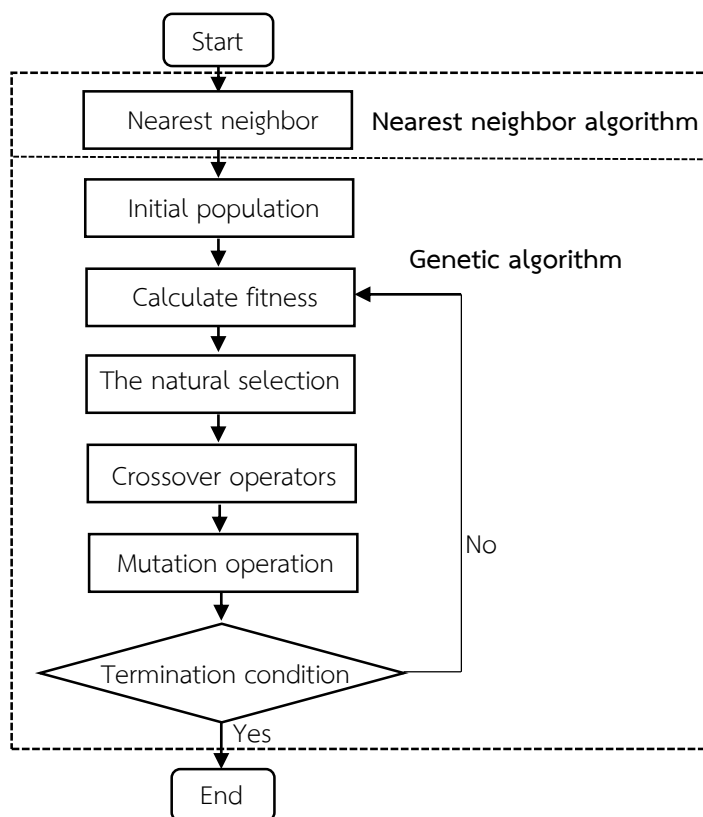 Start
Nearest neighbor
Nearest neighbor algorithm
Initial population
Genetic algorithm
Calculate fitness
The natural selection
Crossover operators
No
Mutation operation
Termination condition
Yes
End